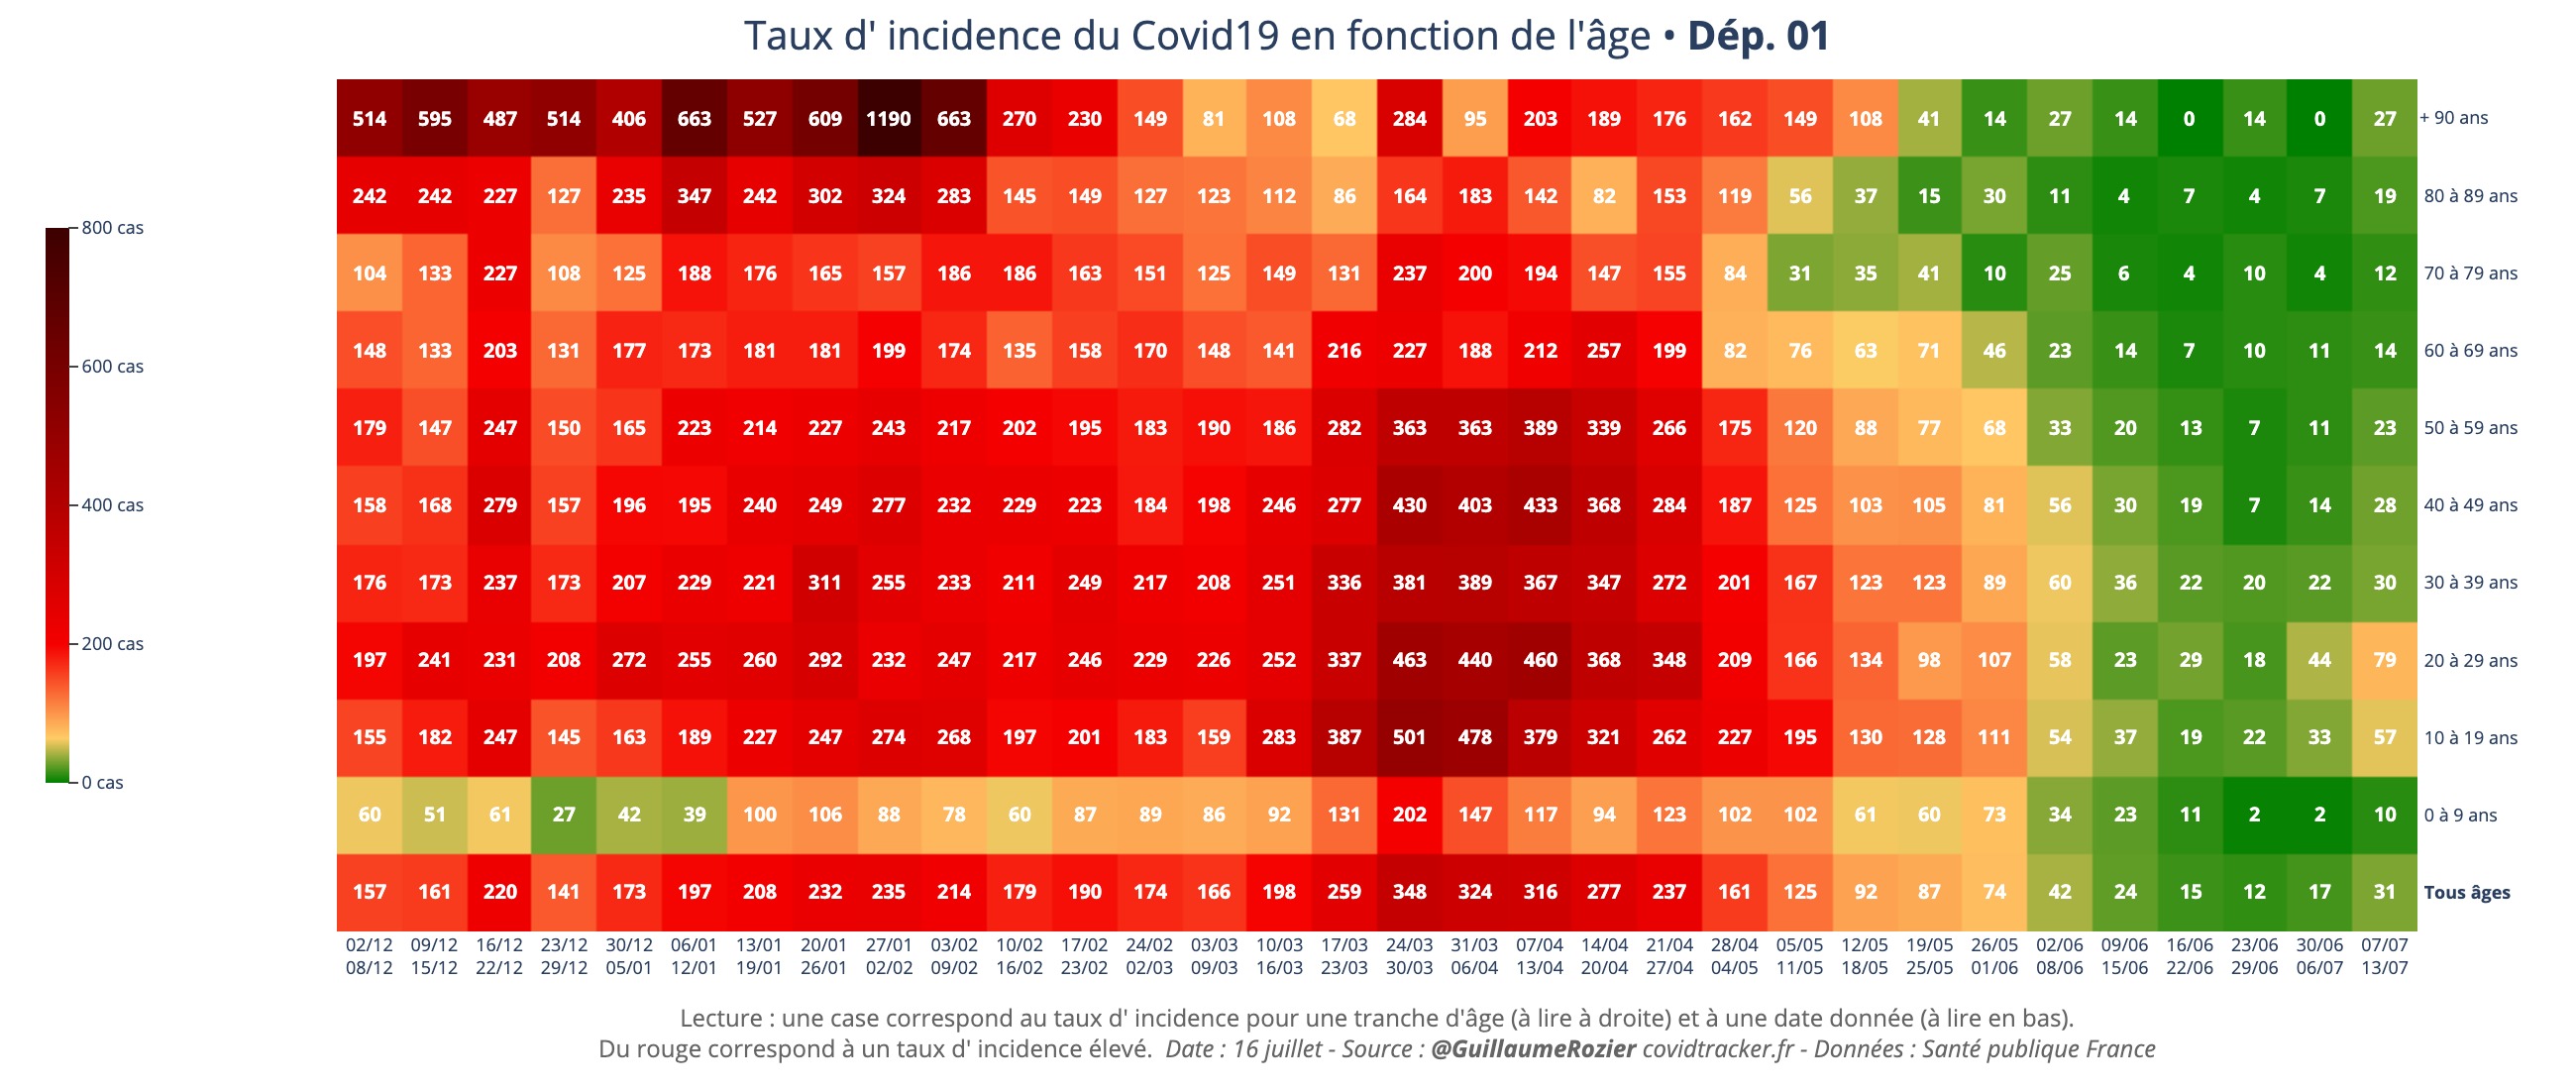 Taux d' incidence du Covid19 en fonction de l'âge • Dép. 01
514 595 487 514 406 663 527 609 1190 663 270 230 149 81 108 68 284 95 203 189 176 162 149 108 41 14 27 14 0 14 0 27 + 90 ans
242 242 227 127 235 347 242 302 324 283 145 149 127 123 112 86 164 183 142 82 153 119 56 37 15 30 11 4 7 4 7 19 80 à 89 ans
800 cas
104 133 227 108 125 188 176 165 157 186 186 163 151 125 149 131 237 200 194 147 155 84 31 35 41 10 25 6 4 10 4 12 70 à 79 ans
148 133 203 131 177 173 181 181 199 174 135 158 170 148 141 216 227 188 212 257 199 82 76 63 71 46 23 14 7 10 11 14 60 à 69 ans
600 cas
179 147 247 150 165 223 214 227 243 217 202 195 183 190 186 282 363 363 389 339 266 175 120 88 77 68 33 20 13 7 11 23 50 à 59 ans
400 cas
158 168 279 157 196 195 240 249 277 232 229 223 184 198 246 277 430 403 433 368 284 187 125 103 105 81 56 30 19 7 14 28 40 à 49 ans
176 173 237 173 207 229 221 311 255 233 211 249 217 208 251 336 381 389 367 347 272 201 167 123 123 89 60 36 22 20 22 30 30 à 39 ans
200 cas
197 241 231 208 272 255 260 292 232 247 217 246 229 226 252 337 463 440 460 368 348 209 166 134 98 107 58 23 29 18 44 79 20 à 29 ans
155 182 247 145 163 189 227 247 274 268 197 201 183 159 283 387 501 478 379 321 262 227 195 130 128 111 54 37 19 22 33 57 10 à 19 ans
0 cas
60 51 61 27 42 39 100 106 88 78 60 87 89 86 92 131 202 147 117 94 123 102 102 61 60 73 34 23 11 2 2 10 0 à 9 ans
157 161 220 141 173 197 208 232 235 214 179 190 174 166 198 259 348 324 316 277 237 161 125 92 87 74 42 24 15 12 17 31 Tous âges
02/12 09/12 16/12 23/12 30/12 06/01 13/01 20/01 27/01 03/02 10/02 17/02 24/02 03/03 10/03 17/03 24/03 31/03 07/04 14/04 21/04 28/04 05/05 12/05 19/05 26/05 02/06 09/06 16/06 23/06 30/06 07/07
08/12 15/12 22/12 29/12 05/01 12/01 19/01 26/01 02/02 09/02 16/02 23/02 02/03 09/03 16/03 23/03 30/03 06/04 13/04 20/04 27/04 04/05 11/05 18/05 25/05 01/06 08/06 15/06 22/06 29/06 06/07 13/07
Lecture : une case correspond au taux d' incidence pour une tranche d'âge (à lire à droite) et à une date donnée (à lire en bas).
Du rouge correspond à un taux d' incidence élevé. Date : 16 juillet - Source : @GuillaumeRozier covidtracker.fr - Données : Santé publique France